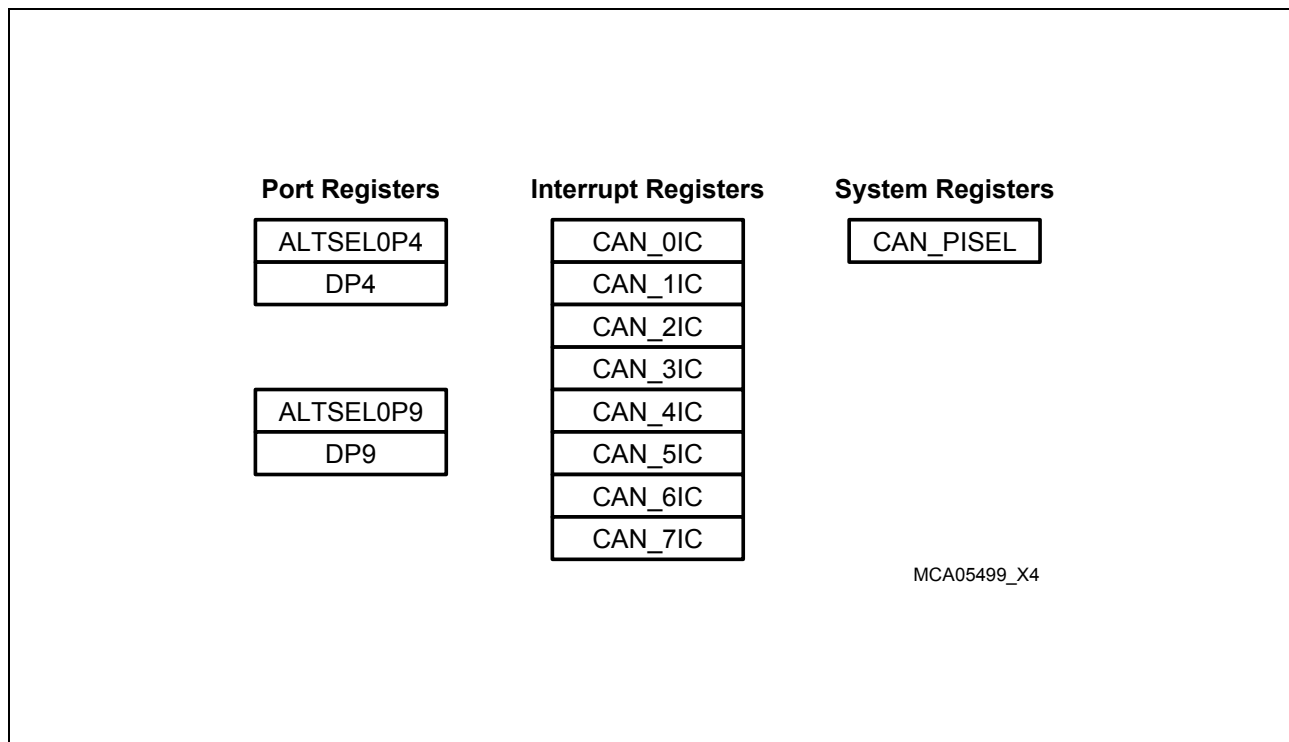 Port Registers
ALTSEL0P4
DP4
ALTSEL0P9
DP9
Interrupt Registers
CAN_0IC
CAN_1IC
CAN_2IC
CAN_3IC
CAN_4IC
CAN_5IC
CAN_6IC
CAN_7IC
System Registers
CAN_PISEL
MCA05499_X4